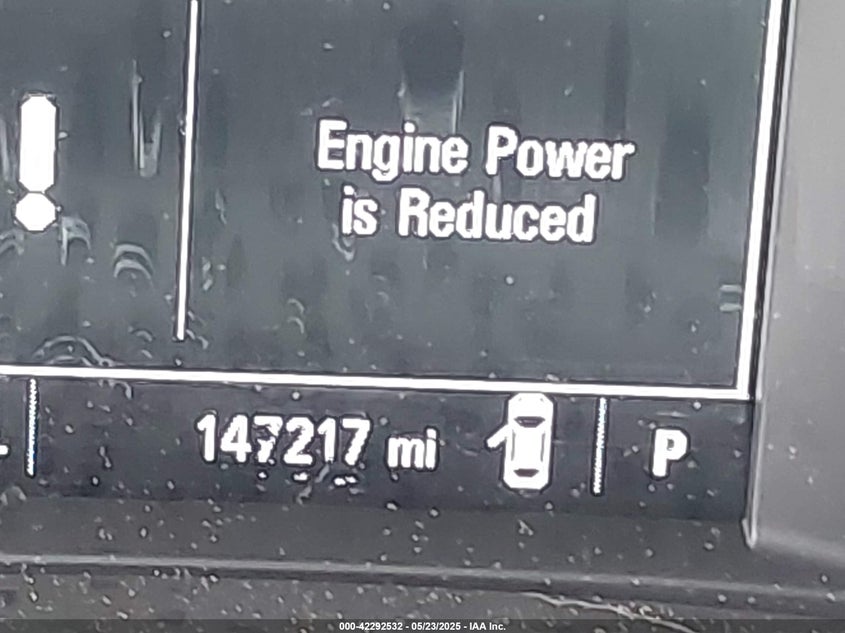 Engine Power
is Reduced
147217 mi
P
000-42292532 - 05/23/2025 - IAA Inc.